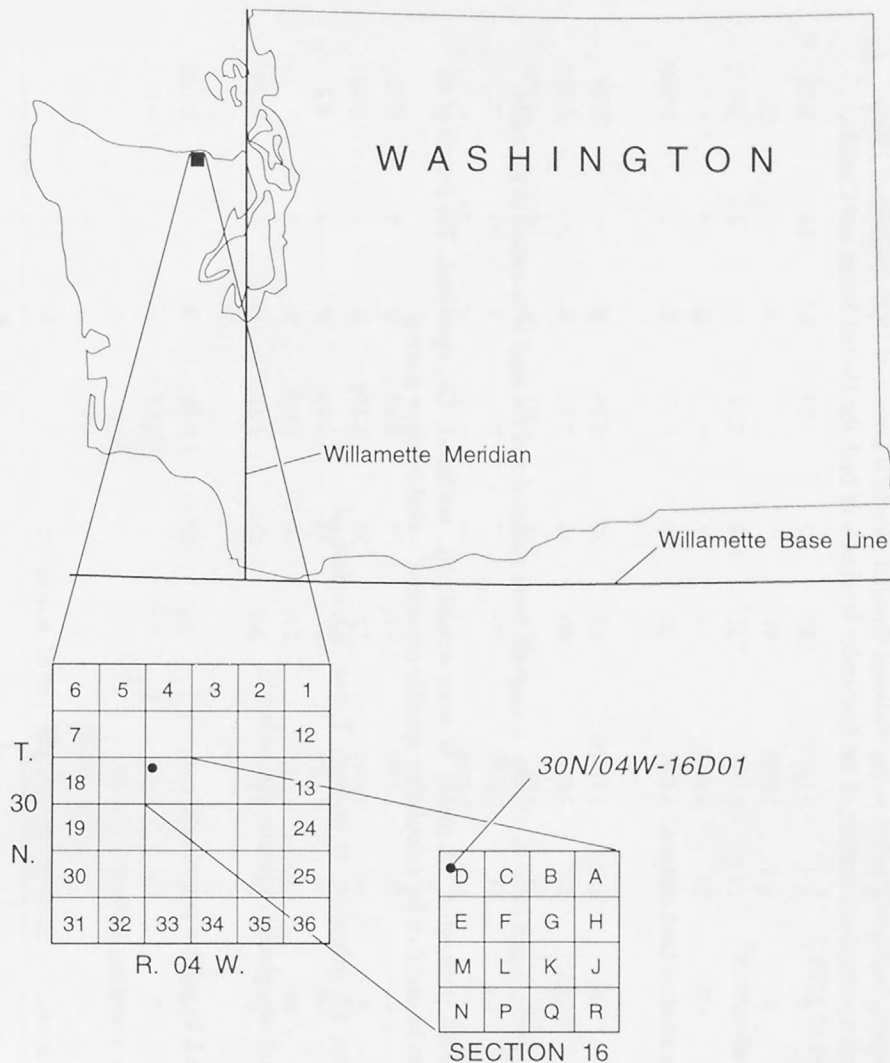 WASHINGTON
Willamette Meridian
Willamette Base Line
6 5 4 3 2 1
7 12
T.
18 13
30
19 24
N.
30 25
31 32 33 34 35 36
R. 04 W.
30N/04W-16D01
D C B A
E F G H
M L K J
N P Q R
SECTION 16